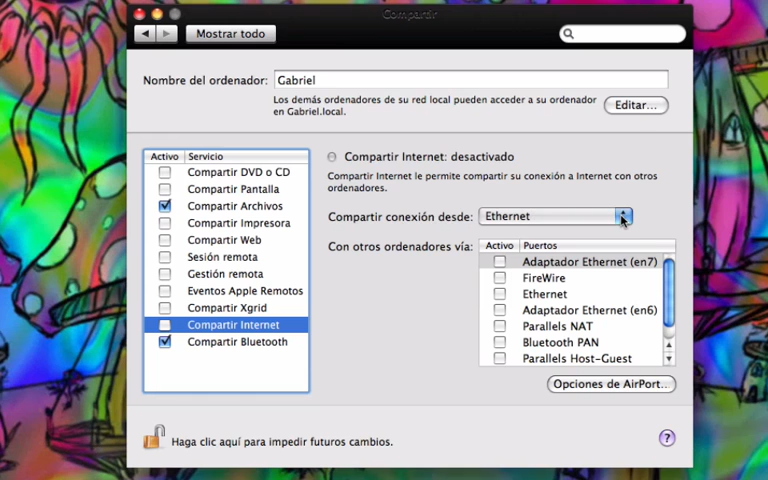 Compartir
Mostrar todo
Nombre del ordenador: Gabriel
Los demás ordenadores de su red local pueden acceder a su ordenador
en Gabriel.local.
Editar...
Activo Servicio
Compartir DVD o CD
Compartir Pantalla
Compartir Archivos
Compartir Impresora
Compartir Web
Sesión remota
Gestión remota
Eventos Apple Remotos
Compartir Xgrid
Compartir Internet
Compartir Bluetooth
Compartir Internet: desactivado
Compartir Internet le permite compartir su conexión a Internet con otros
ordenadores.
Compartir conexión desde: Ethernet
Con otros ordenadores vía:
Activo Puertos
Adaptador Ethernet (en7)
FireWire
Ethernet
Adaptador Ethernet (en6)
Parallels NAT
Bluetooth PAN
Parallels Host-Guest
Opciones de AirPort...
Haga clic aquí para impedir futuros cambios.
?